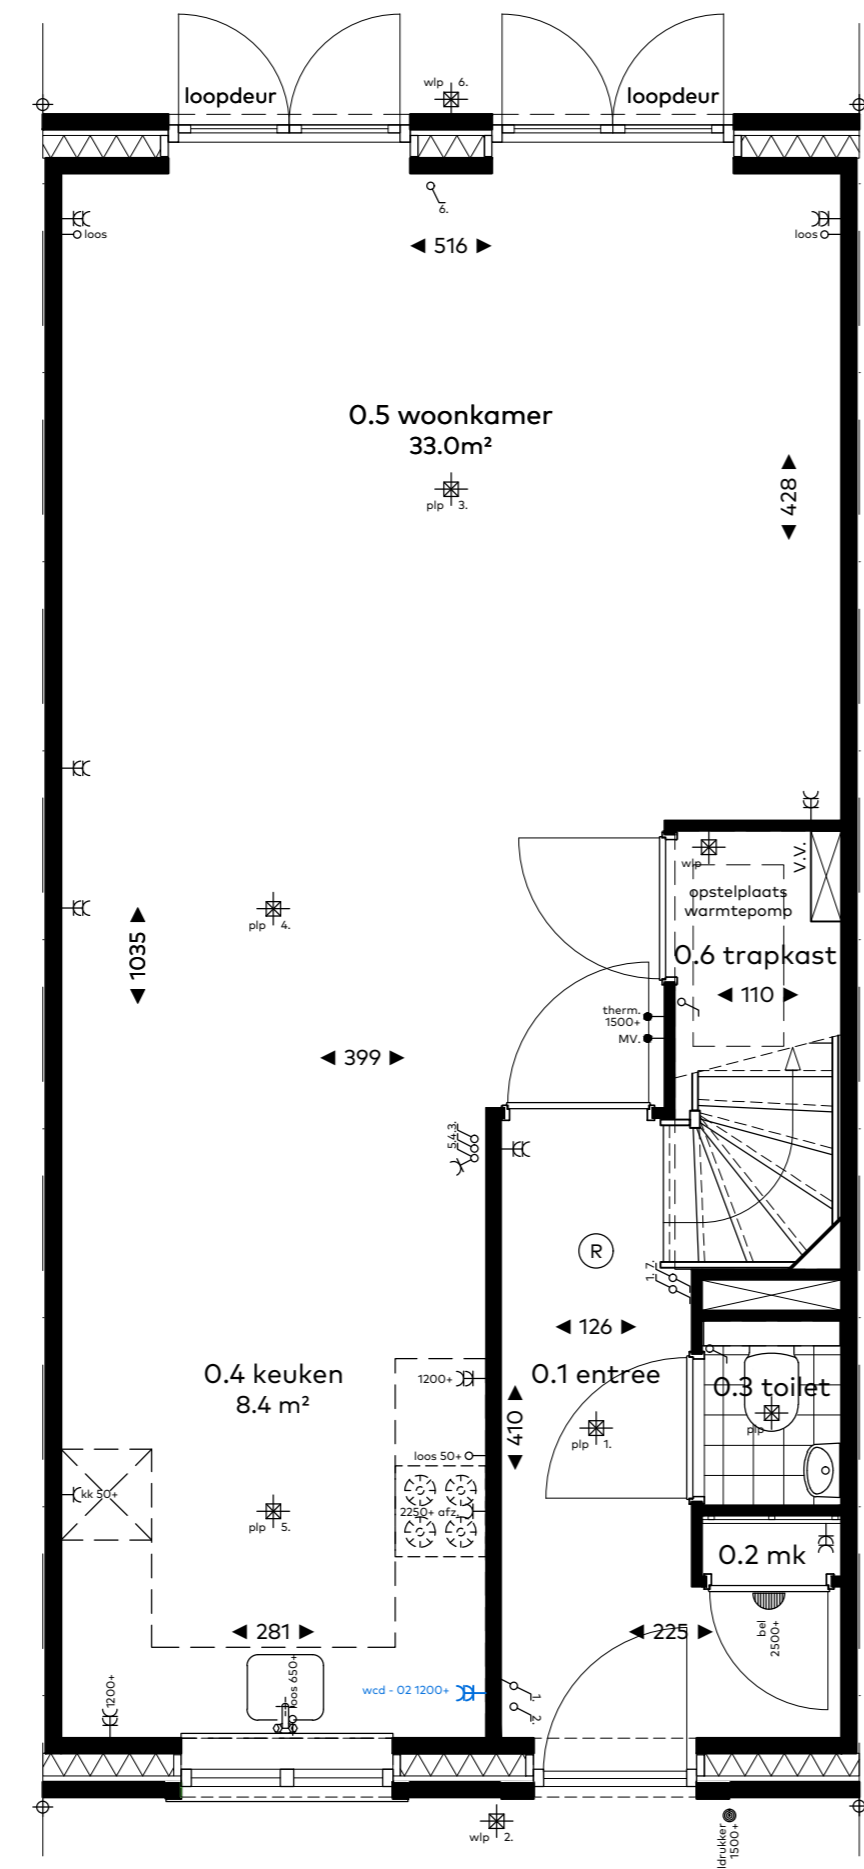 loopdeur
wlp 6.
loopdeur
6.
loos
loos
516
0.5 woonkamer
33.0m²
428
plp 3.
wlp
V.V.
opstelplaats
warmtepomp
plp 4.
1035
0.6 trapkast
110
therm.
1500+
MV.
399
5.4.3.
R
1. 7.
126
0.4 keuken
8.4 m²
1200+
0.1 entree
0.3 toilet
410
plp 1.
plp
loos 50+
kk 50+
2250+ afz.
plp 5.
0.2 mk
281
225
bel
2500+
loos 650+
1200+
wcd - 02 1200+
1.
2.
wlp 2.
ldrukker
1500+